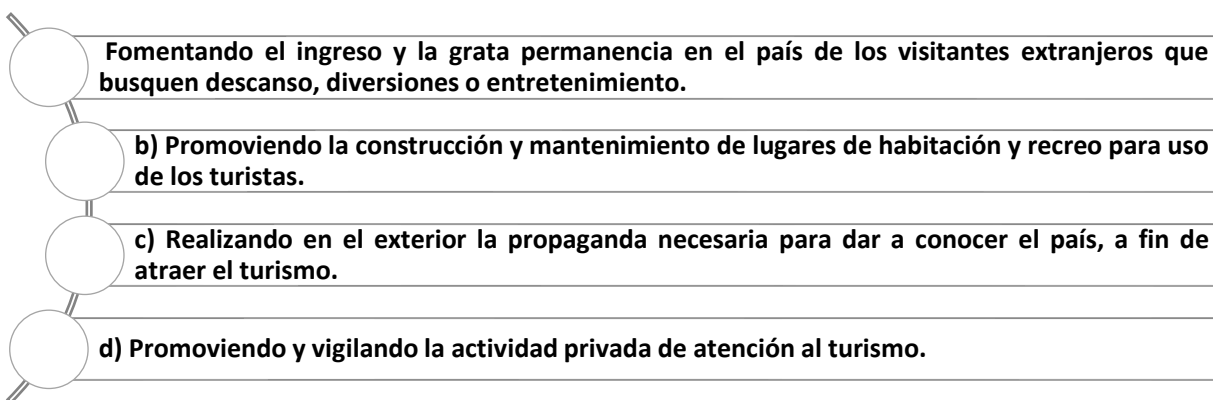 Fomentando el ingreso y la grata permanencia en el país de los visitantes extranjeros que
busquen descanso, diversiones o entretenimiento.
b) Promoviendo la construcción y mantenimiento de lugares de habitación y recreo para uso
de los turistas.
c) Realizando en el exterior la propaganda necesaria para dar a conocer el país, a fin de
atraer el turismo.
d) Promoviendo y vigilando la actividad privada de atención al turismo.